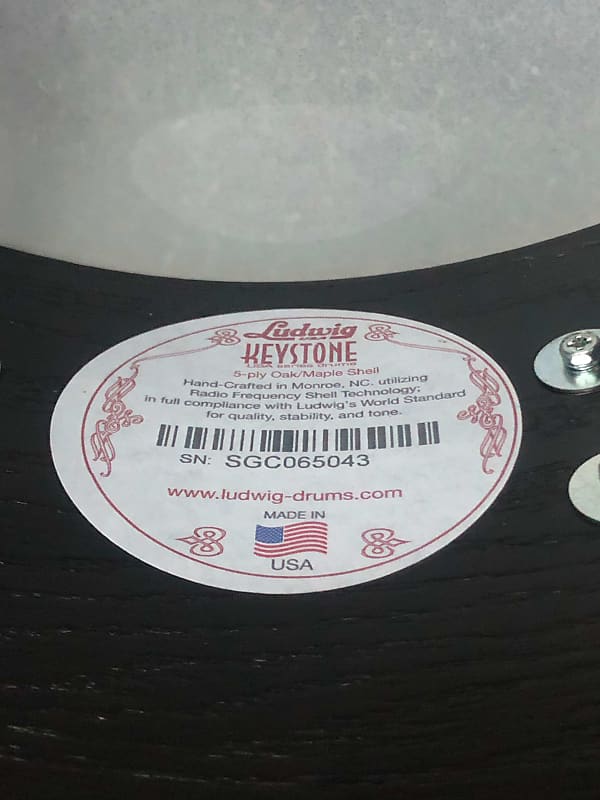 Ludwig
USA
KEYSTONE
USA series drums
5-ply Oak/Maple Shell
Hand-Crafted in Monroe, NC. utilizing
Radio Frequency Shell Technology;
in full compliance with Ludwig's World Standard
for quality, stability, and tone.
SN: SGC065043
www.ludwig-drums.com
MADE IN
USA